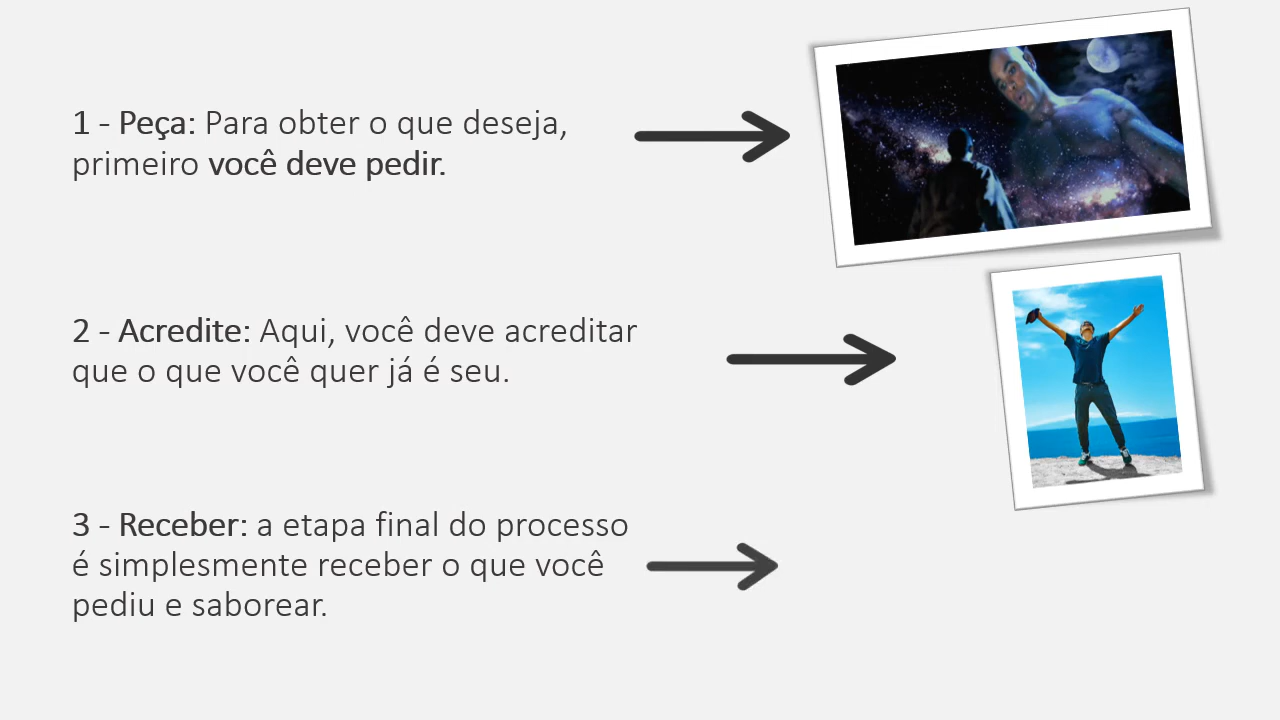 1 - Peça: Para obter o que deseja,
primeiro você deve pedir.
2 - Acredite: Aqui, você deve acreditar
que o que você quer já é seu.
3 - Receber: a etapa final do processo
é simplesmente receber o que você
pediu e saborear.